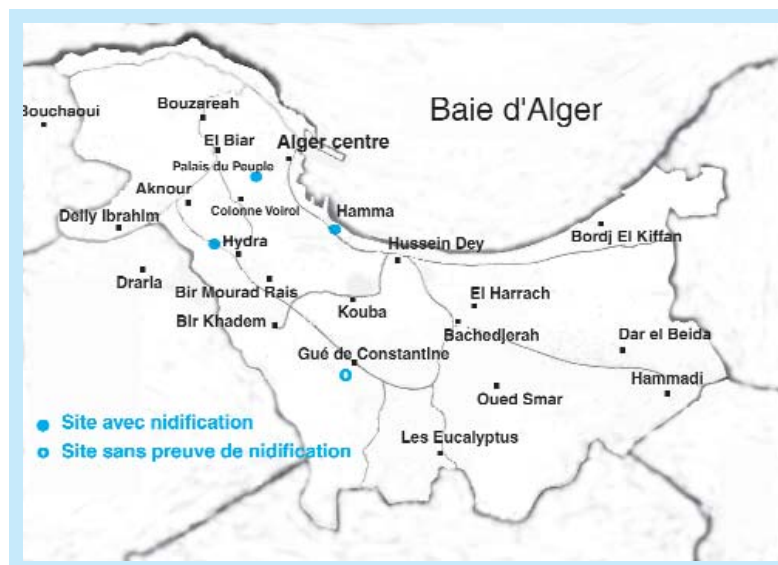 Baie d'Alger
Bouchaoui
Bouzareah
El Biar
Alger centre
Palais du Peuple
Aknour
Colonne Voirol
Hamma
Delly Ibrahim
Hydra
Hussein Dey
Bordj El Kiffan
Draria
Bir Mourad Rais
El Harrach
Kouba
Bir Khadem
Bachedjerah
Dar el Beida
Gué de Constantine
Hammadi
Oued Smar
Les Eucalyptus
Site avec nidification
Site sans preuve de nidification